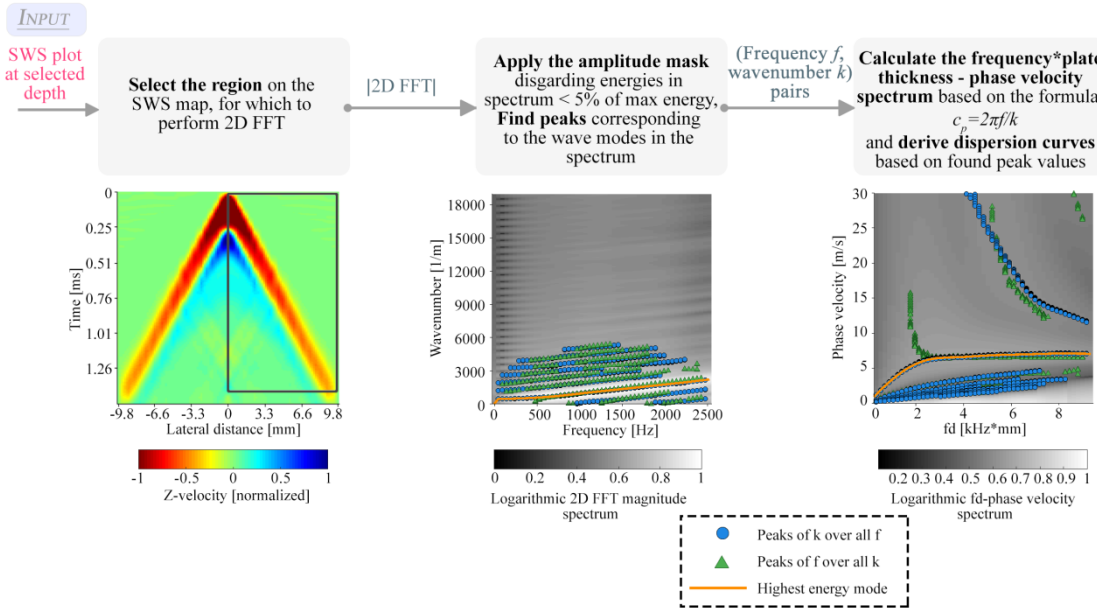 INPUT
SWS plot
at selected
depth
Select the region on the
SWS map, for which to
perform 2D FFT
|2D FFT|
Apply the amplitude mask
disgarding energies in
spectrum < 5% of max energy,
Find peaks corresponding
to the wave modes in the
spectrum
(Frequency f,
wavenumber k)
pairs
Calculate the frequency*plate
thickness - phase velocity
spectrum based on the formula
c_p=2πf/k
and derive dispersion curves
based on found peak values
Time [ms]
0
0.25
0.51
0.76
1.01
1.26
-9.8 -6.6 -3.3 0 3.3 6.6 9.8
Lateral distance [mm]
-1 -0.5 0 0.5 1
Z-velocity [normalized]
Wavenumber [1/m]
18000
15000
12000
9000
6000
3000
0
0 500 1000 1500 2000 2500
Frequency [Hz]
0 0.2 0.4 0.6 0.8 1
Logarithmic 2D FFT magnitude
spectrum
Phase velocity [m/s]
30
25
20
15
10
5
0
0 2 4 6 8
fd [kHz*mm]
0.2 0.3 0.4 0.5 0.6 0.7 0.8 0.9 1
Logarithmic fd-phase velocity
spectrum
Peaks of k over all f
Peaks of f over all k
Highest energy mode